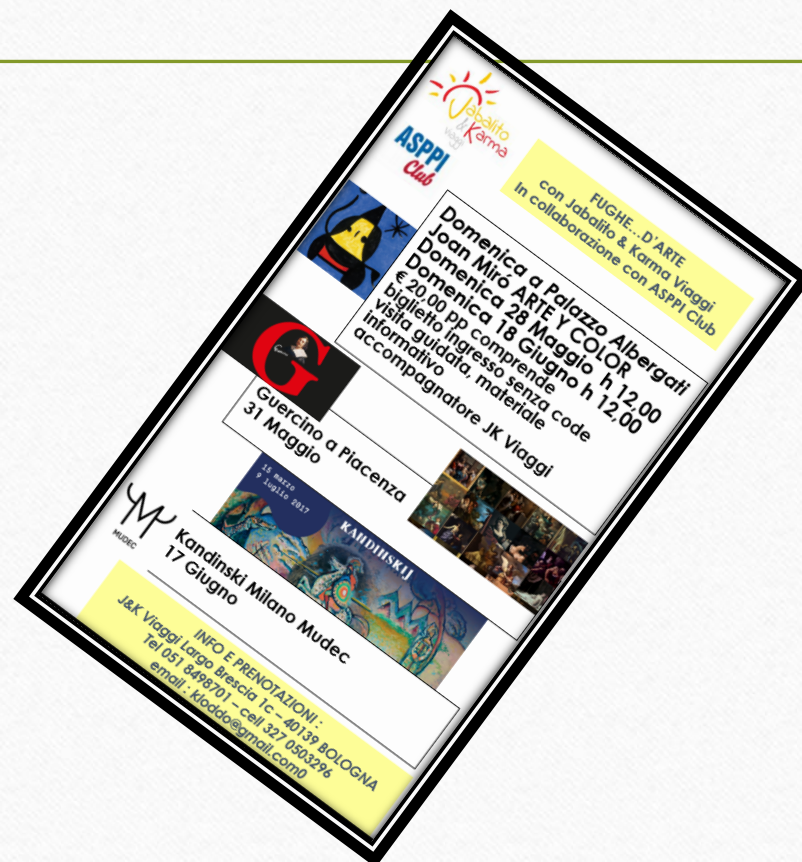 Jabalito
& Karma
viaggi
ASPPI
Club
FUGHE...D'ARTE
con Jabalito & Karma Viaggi
In collaborazione con ASPPI Club
Domenica a Palazzo Albergati
Joan Miró ARTE Y COLOR
Domenica 28 Maggio h 12,00
Domenica 18 Giugno h 12,00
€ 20,00 pp comprende
biglietto ingresso senza code
visita guidata, materiale
informativo
accompagnatore JK Viaggi
G
Guercino a Piacenza
31 Maggio
15 marzo
9 luglio 2017
KANDINSKIJ
MUDEC
Kandinski Milano Mudec
17 Giugno
INFO E PRENOTAZIONI :
J&K Viaggi Largo Brescia 1c – 40139 BOLOGNA
Tel 051 8498701 – cell 327 0503296
email : kloddo@gmail.com0